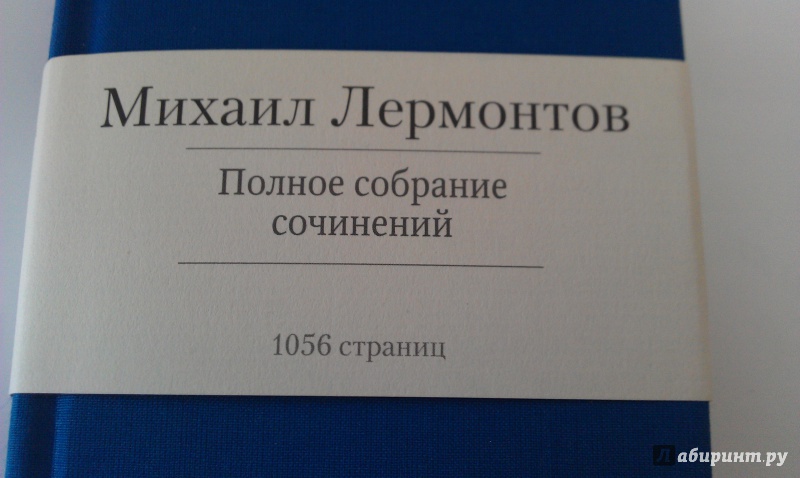 Михаил Лермонтов
Полное собрание
сочинений
1056 страниц
Лабиринт.ру